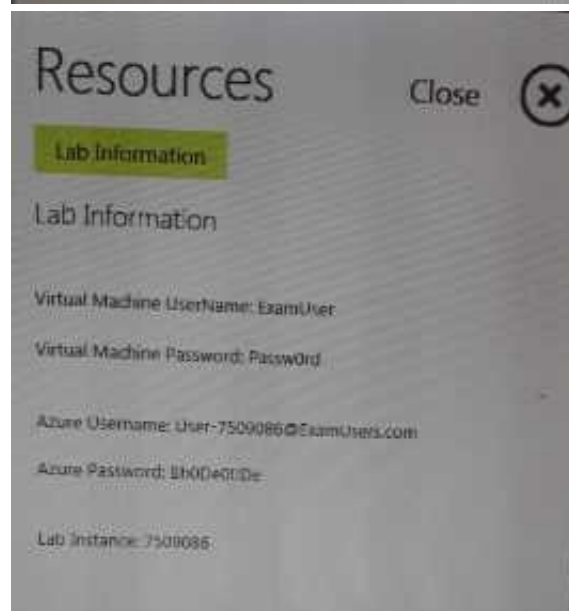 Resources
Close
Lab Information
Lab Information
Virtual Machine UserName: ExamUser
Virtual Machine Password: Passw0rd
Azure Username: User-7509086@ExamUsers.com
Azure Password:
Lab Instance: 7509086